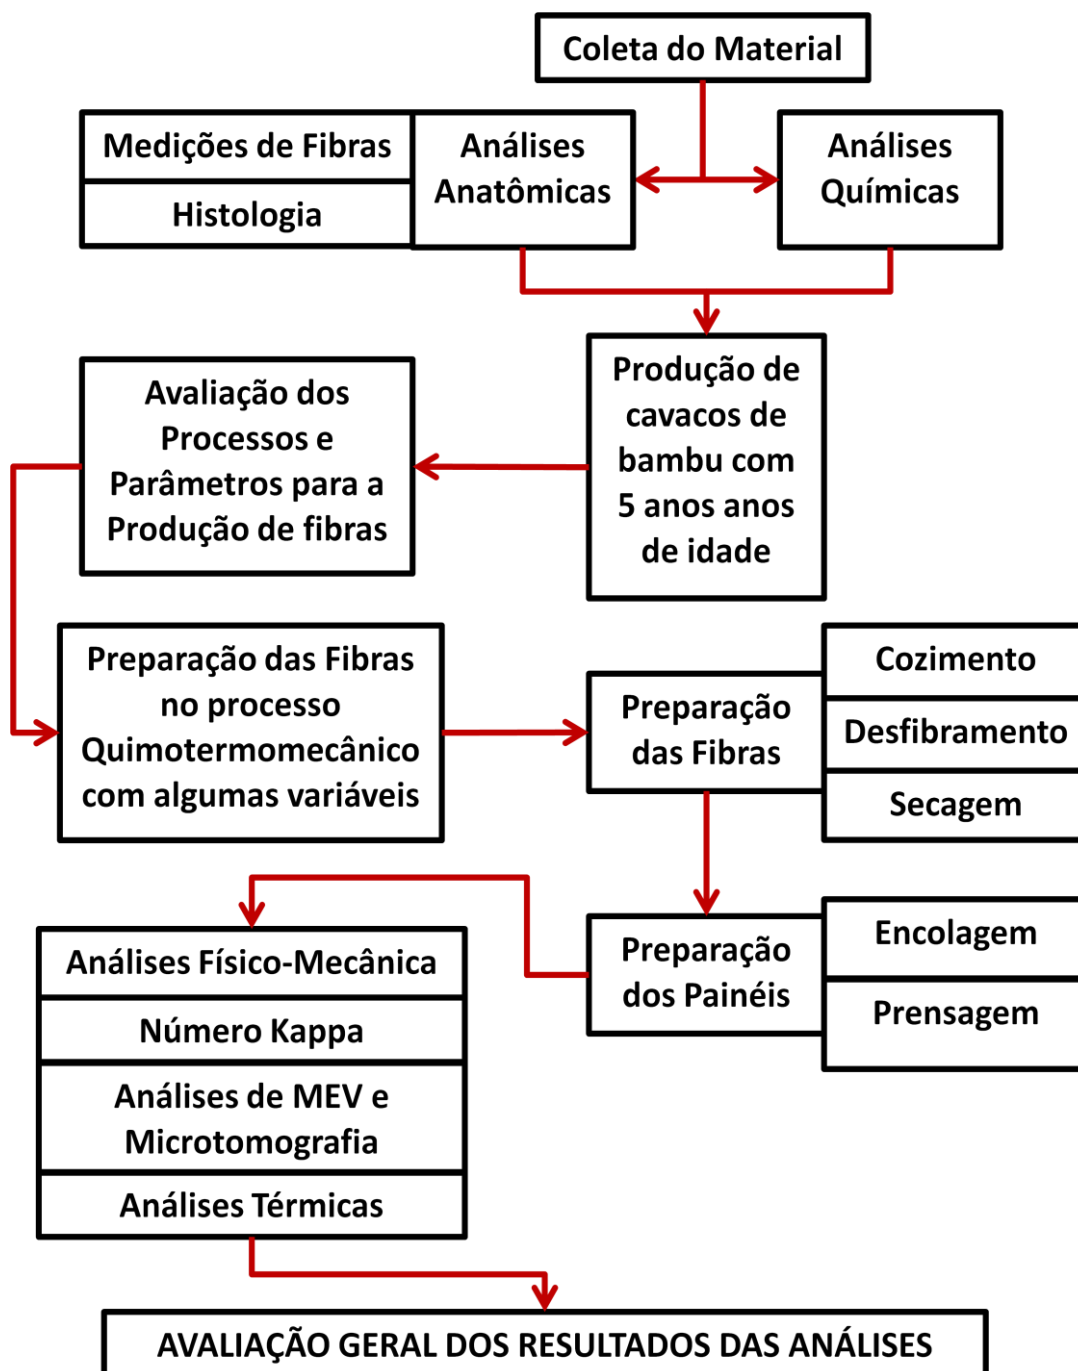 Coleta do Material
Medições de Fibras
Histologia
Análises
Anatômicas
Análises
Químicas
Produção de
cavacos de
bambu com
5 anos anos
de idade
Avaliação dos
Processos e
Parâmetros para a
Produção de fibras
Preparação das Fibras
no processo
Quimotermomecânico
com algumas variáveis
Preparação
das Fibras
Cozimento
Desfibramento
Secagem
Preparação
dos Painéis
Encolagem
Prensagem
Análises Físico-Mecânica
Número Kappa
Análises de MEV e
Microtomografia
Análises Térmicas
AVALIAÇÃO GERAL DOS RESULTADOS DAS ANÁLISES